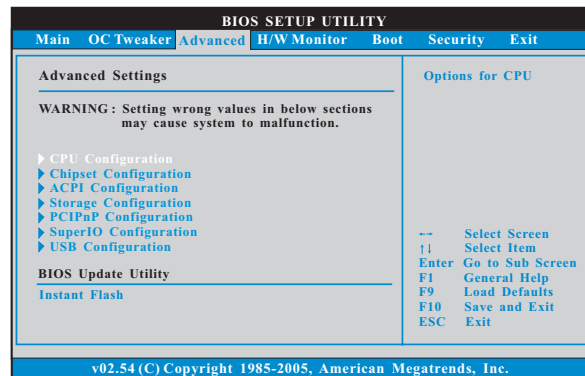 BIOS SETUP UTILITY
Main OC Tweaker Advanced H/W Monitor Boot Security Exit
Advanced Settings
WARNING : Setting wrong values in below sections
may cause system to malfunction.
CPU Configuration
Chipset Configuration
ACPI Configuration
Storage Configuration
PCIPnP Configuration
SuperIO Configuration
USB Configuration
BIOS Update Utility
Instant Flash
Options for CPU
←→ Select Screen
↑↓ Select Item
Enter Go to Sub Screen
F1 General Help
F9 Load Defaults
F10 Save and Exit
ESC Exit
v02.54 (C) Copyright 1985-2005, American Megatrends, Inc.